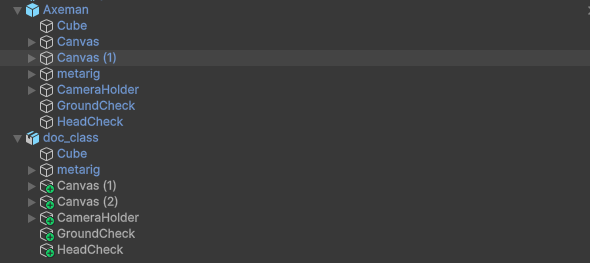 Axeman
Cube
Canvas
Canvas (1)
metarig
CameraHolder
GroundCheck
HeadCheck
doc_class
Cube
metarig
Canvas (1)
Canvas (2)
CameraHolder
GroundCheck
HeadCheck